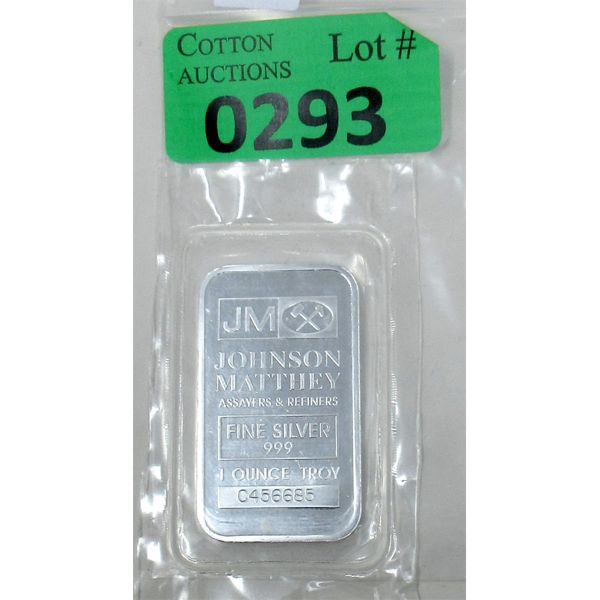 COTTON
AUCTIONS
Lot #
0293
JM
JOHNSON
MATTHEY
ASSAYERS & REFINERS
FINE SILVER
999
1 OUNCE TROY
C456685